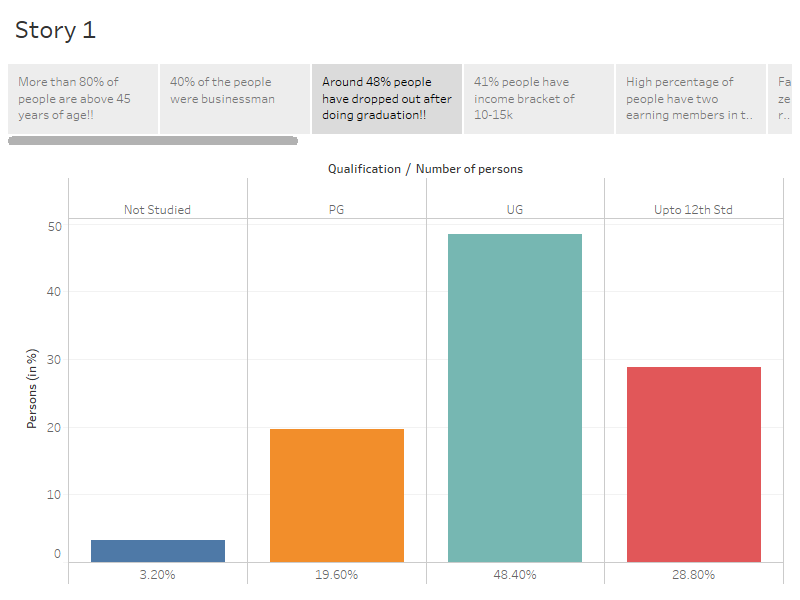 Story 1
More than 80% of
people are above 45
years of age!!
40% of the people
were businessman
Around 48% people
have dropped out after
doing graduation!!
41% people have
income bracket of
10-15k
High percentage of
people have two
earning members in t..
Fa
ze
r..
Qualification / Number of persons
Not Studied
PG
UG
Upto 12th Std
Persons (in %)
50
40
30
20
10
0
3.20%
19.60%
48.40%
28.80%